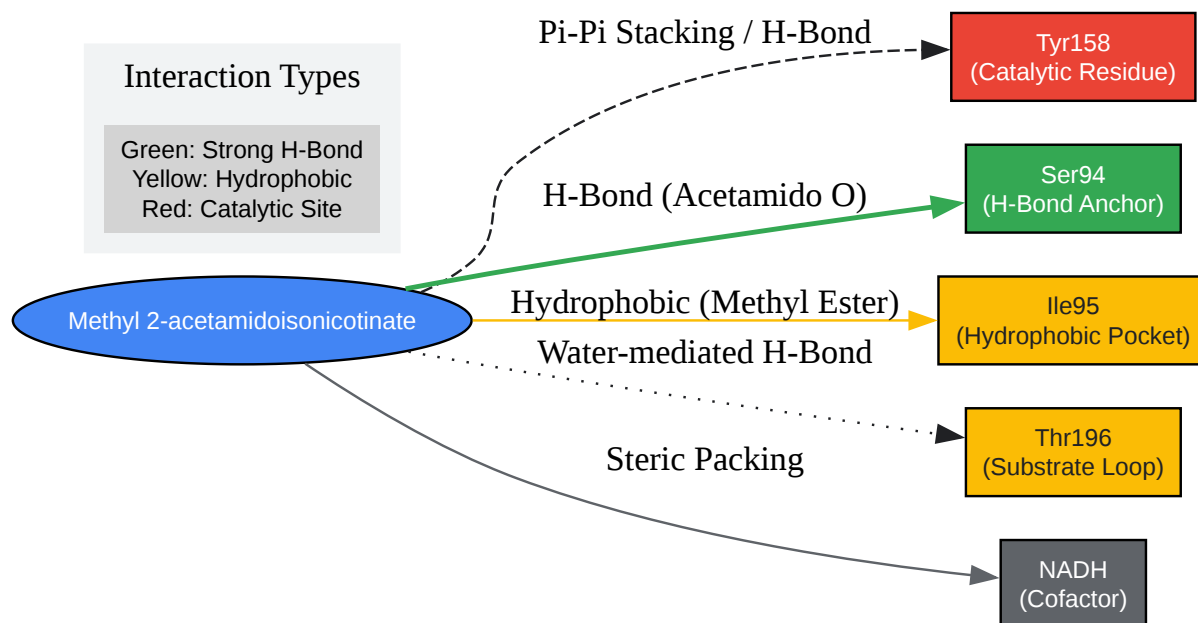 Interaction Types
Green: Strong H-Bond
Yellow: Hydrophobic
Red: Catalytic Site
Methyl 2-acetamidoisonicotinate
Pi-Pi Stacking / H-Bond
Tyr158
(Catalytic Residue)
H-Bond (Acetamido O)
Ser94
(H-Bond Anchor)
Hydrophobic (Methyl Ester)
Ile95
(Hydrophobic Pocket)
Water-mediated H-Bond
Thr196
(Substrate Loop)
Steric Packing
NADH
(Cofactor)